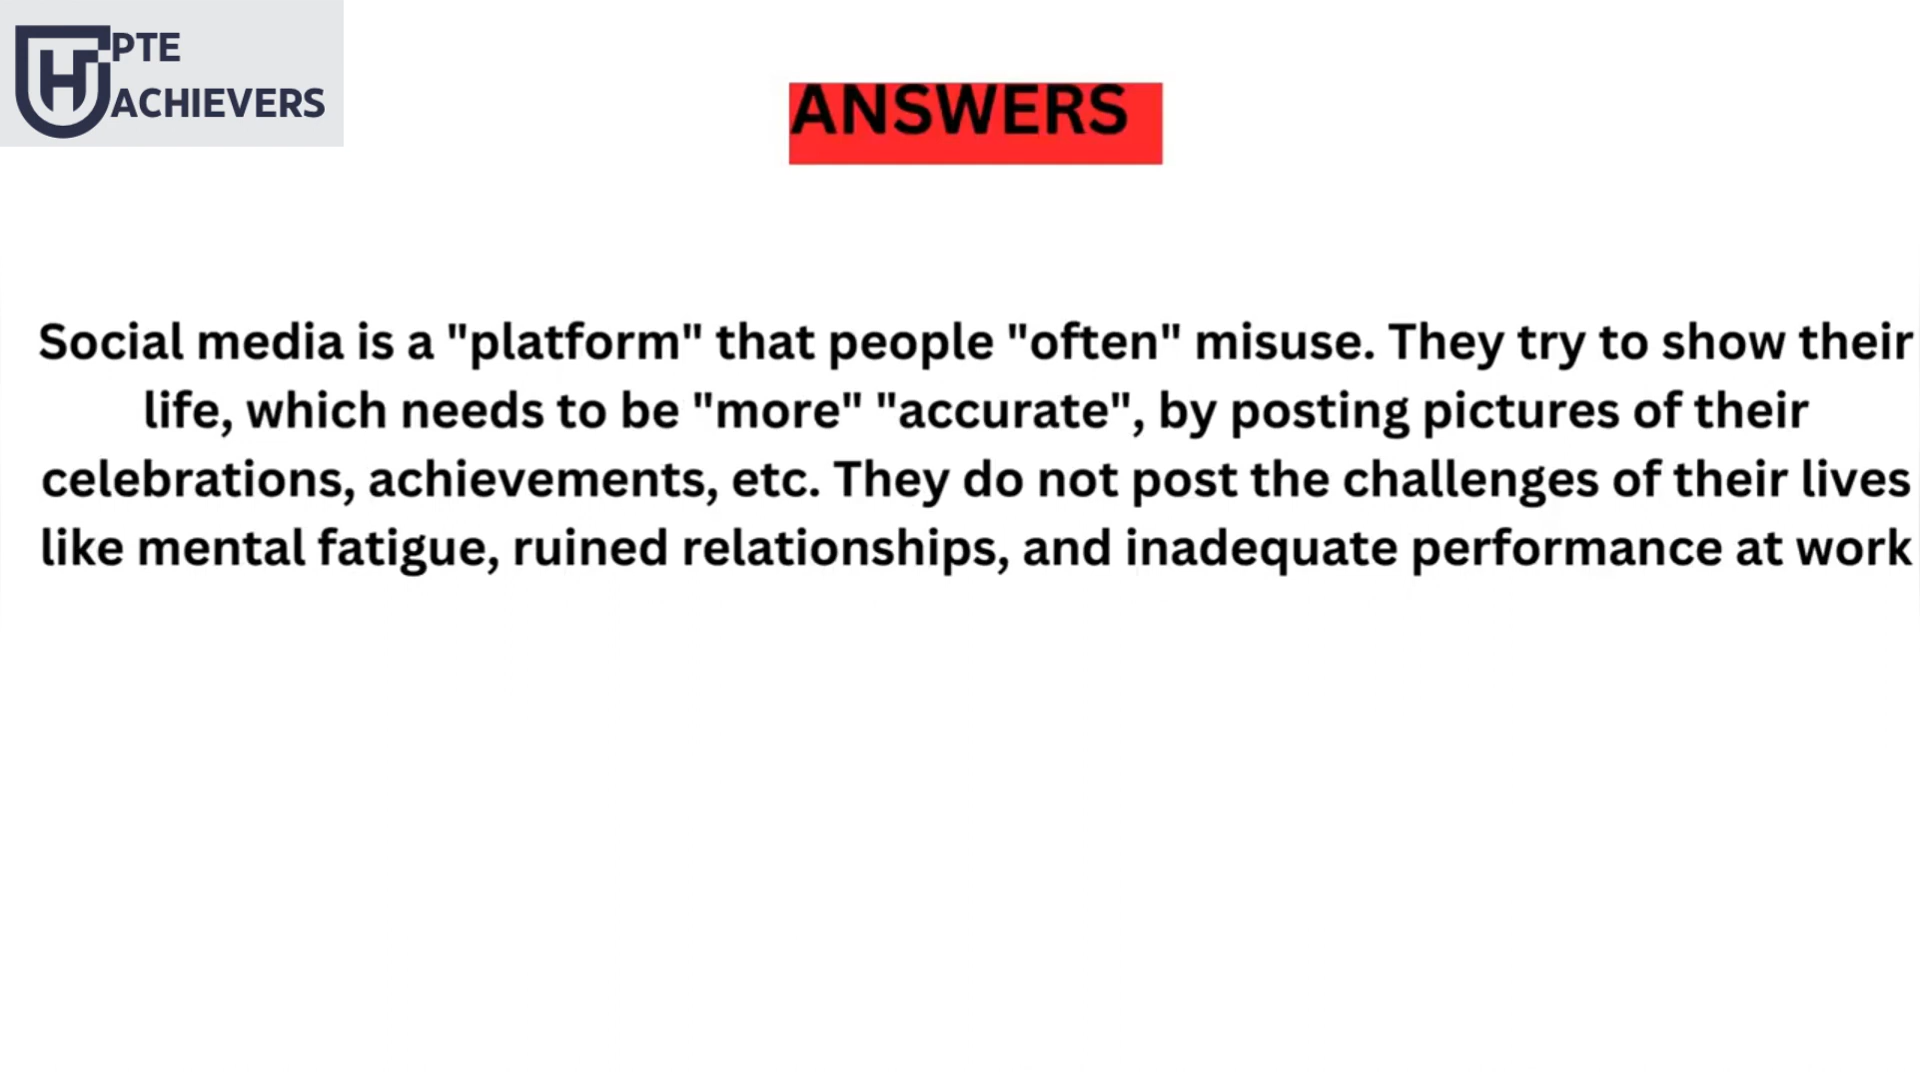 PTE
ACHIEVERS
ANSWERS
Social media is a "platform" that people "often" misuse. They try to show their
life, which needs to be "more" "accurate", by posting pictures of their
celebrations, achievements, etc. They do not post the challenges of their lives
like mental fatigue, ruined relationships, and inadequate performance at work